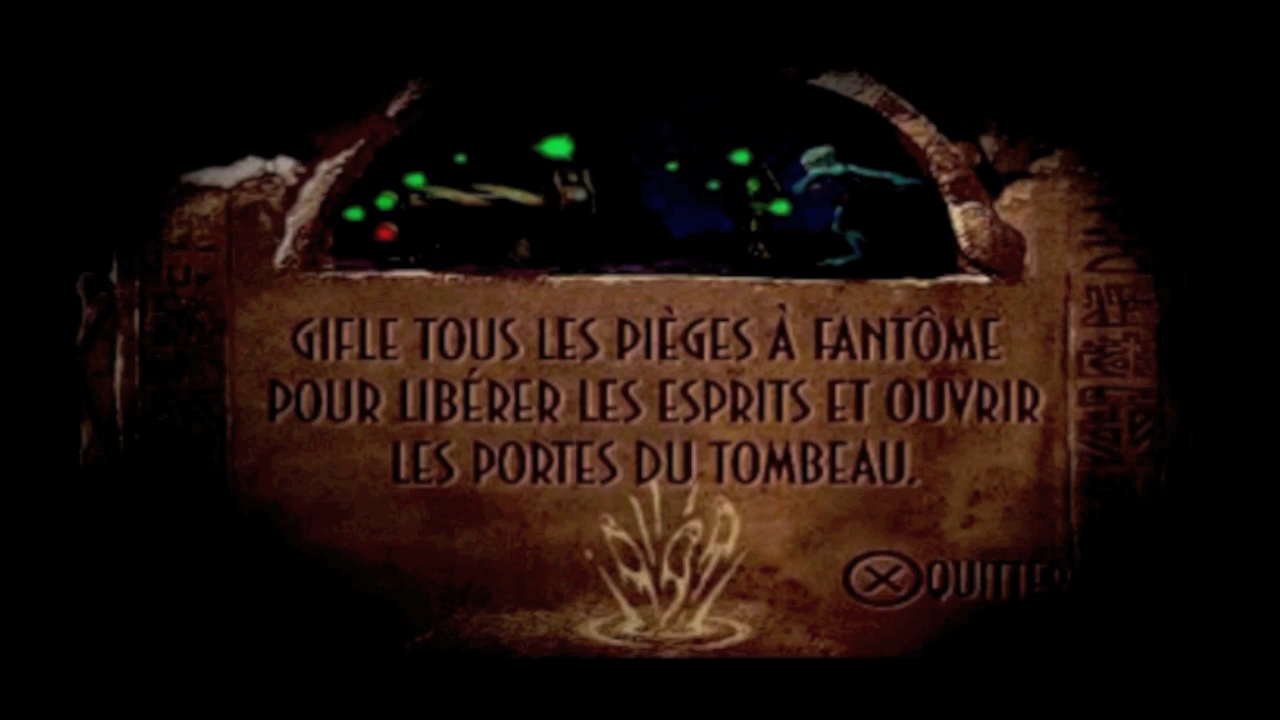 GIFLE TOUS LES PIÈGES À FANTÔME
POUR LIBÉRER LES ESPRITS ET OUVRIR
LES PORTES DU TOMBEAU.
QUITTER